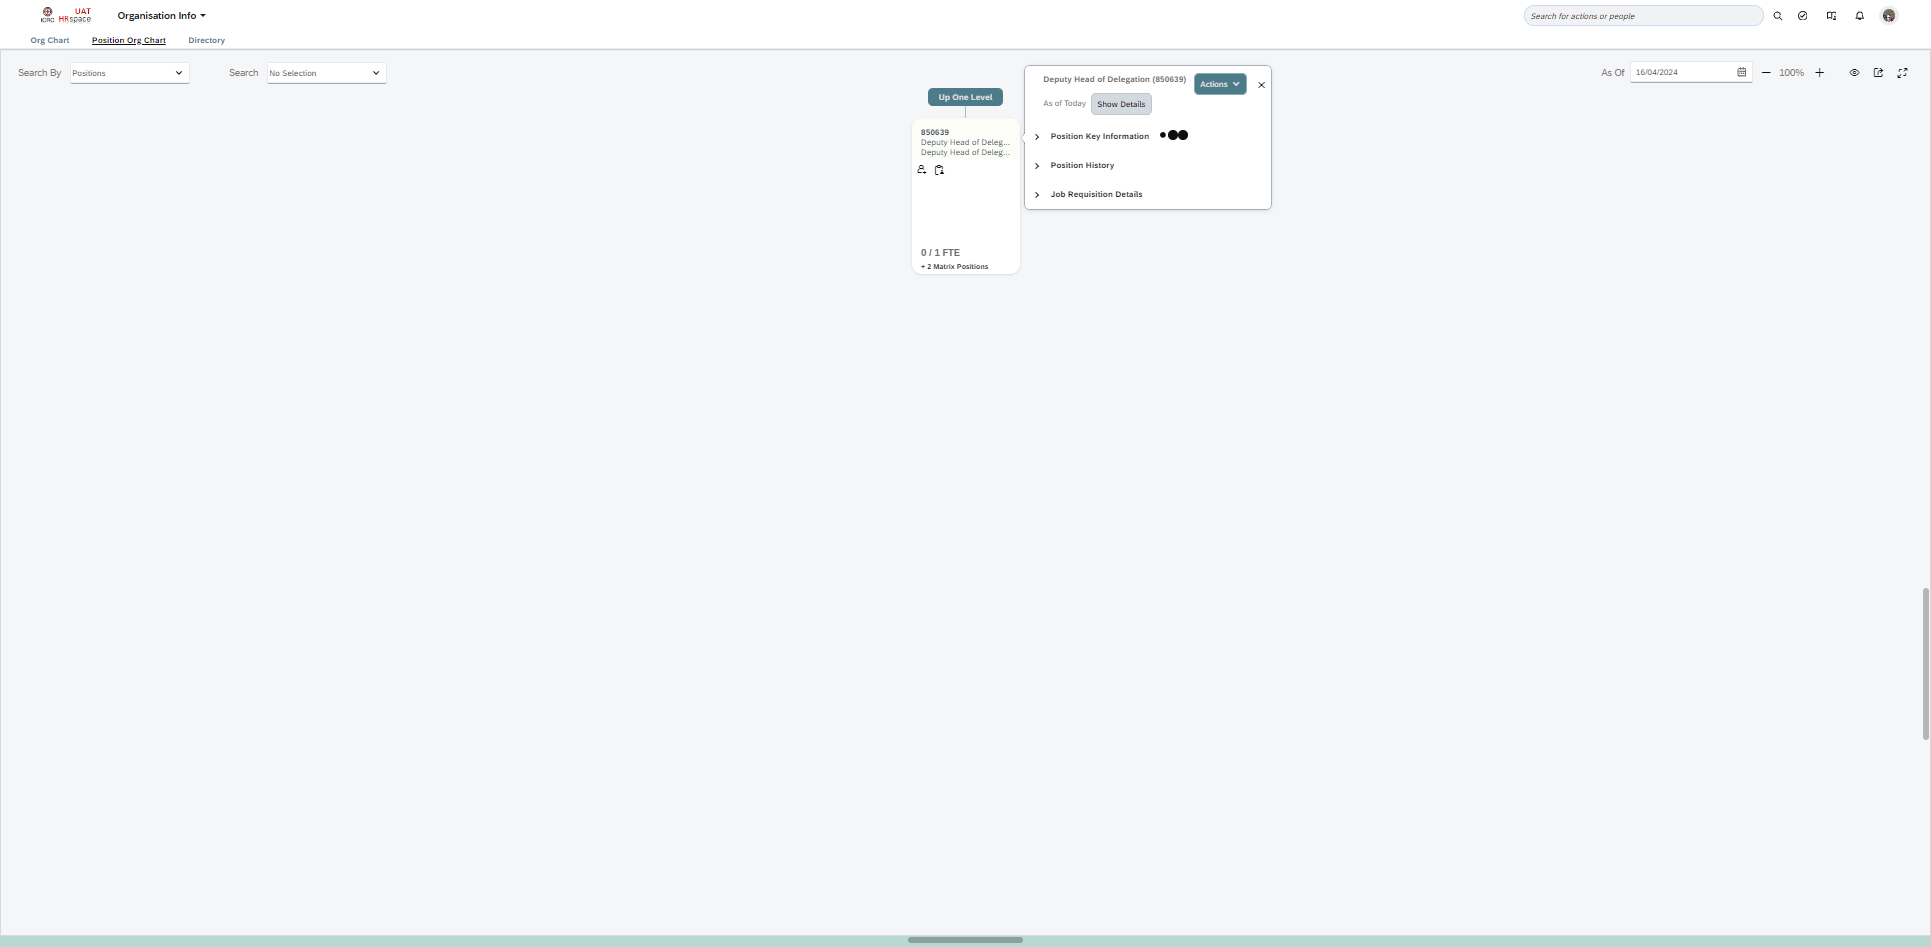 UAT
ICRC HRspace
Organisation Info
Search for actions or people
Org Chart
Position Org Chart
Directory
Search By
Positions
Search
No Selection
As Of
16/04/2024
100%
Up One Level
850639
Deputy Head of Deleg...
Deputy Head of Deleg...
0 / 1 FTE
+ 2 Matrix Positions
Deputy Head of Delegation (850639)
Actions
As of Today
Show Details
Position Key Information
Position History
Job Requisition Details